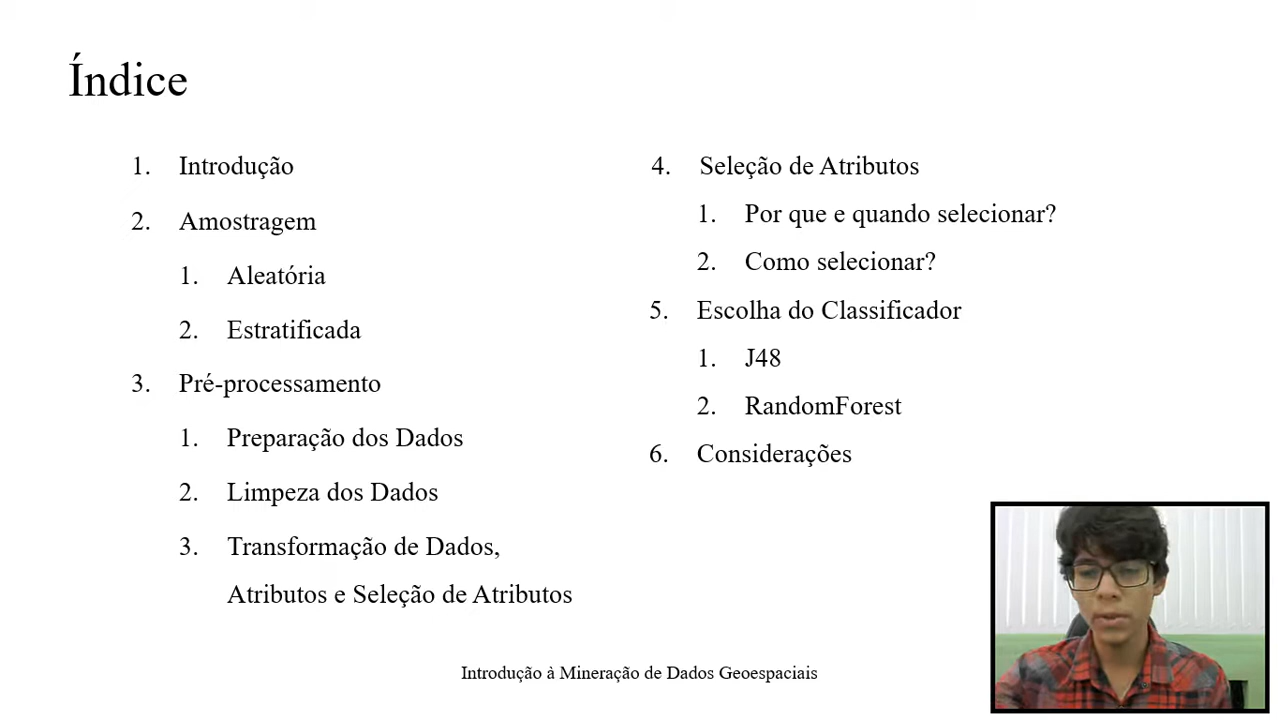 Índice
1. Introdução
2. Amostragem
1. Aleatória
2. Estratificada
3. Pré-processamento
1. Preparação dos Dados
2. Limpeza dos Dados
3. Transformação de Dados,
Atributos e Seleção de Atributos
4. Seleção de Atributos
1. Por que e quando selecionar?
2. Como selecionar?
5. Escolha do Classificador
1. J48
2. RandomForest
6. Considerações
Introdução à Mineração de Dados Geoespaciais